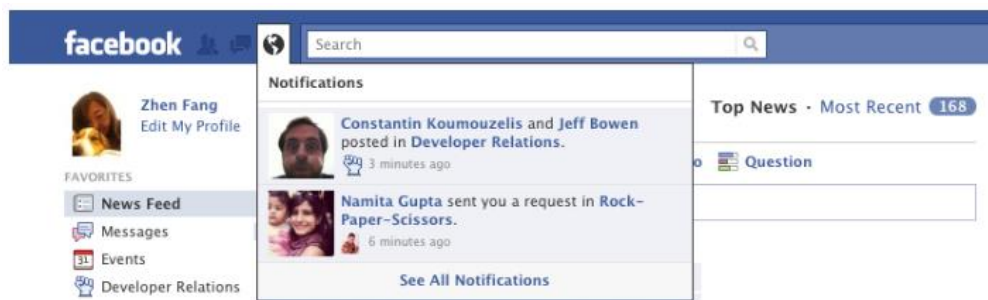 facebook
Search
Notifications
Zhen Fang
Edit My Profile
Constantin Koumouzelis and Jeff Bowen
posted in Developer Relations.
3 minutes ago
Top News · Most Recent 168
Question
FAVORITES
News Feed
Messages
31 Events
Developer Relations
Namita Gupta sent you a request in Rock-
Paper-Scissors.
6 minutes ago
See All Notifications